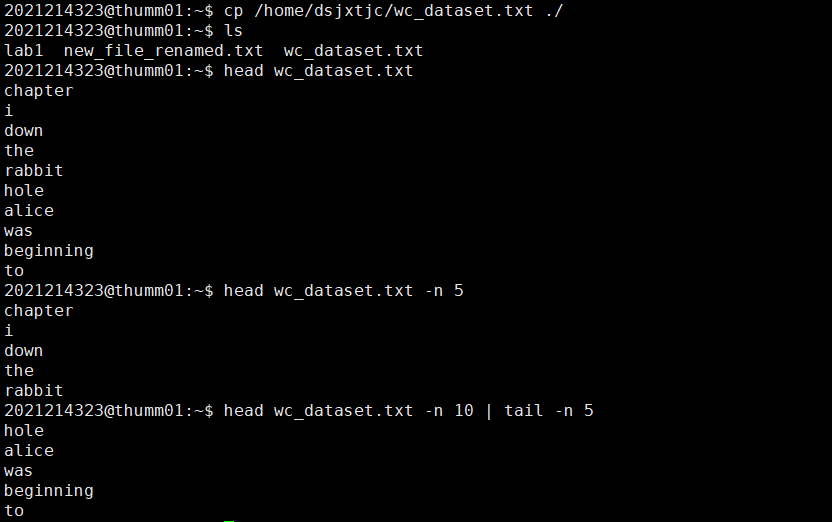 2021214323@thumm01:~$ cp /home/dsjxtjc/wc_dataset.txt ./
2021214323@thumm01:~$ ls
lab1  new_file_renamed.txt  wc_dataset.txt
2021214323@thumm01:~$ head wc_dataset.txt
chapter
i
down
the
rabbit
hole
alice
was
beginning
to
2021214323@thumm01:~$ head wc_dataset.txt -n 5
chapter
i
down
the
rabbit
2021214323@thumm01:~$ head wc_dataset.txt -n 10 | tail -n 5
hole
alice
was
beginning
to